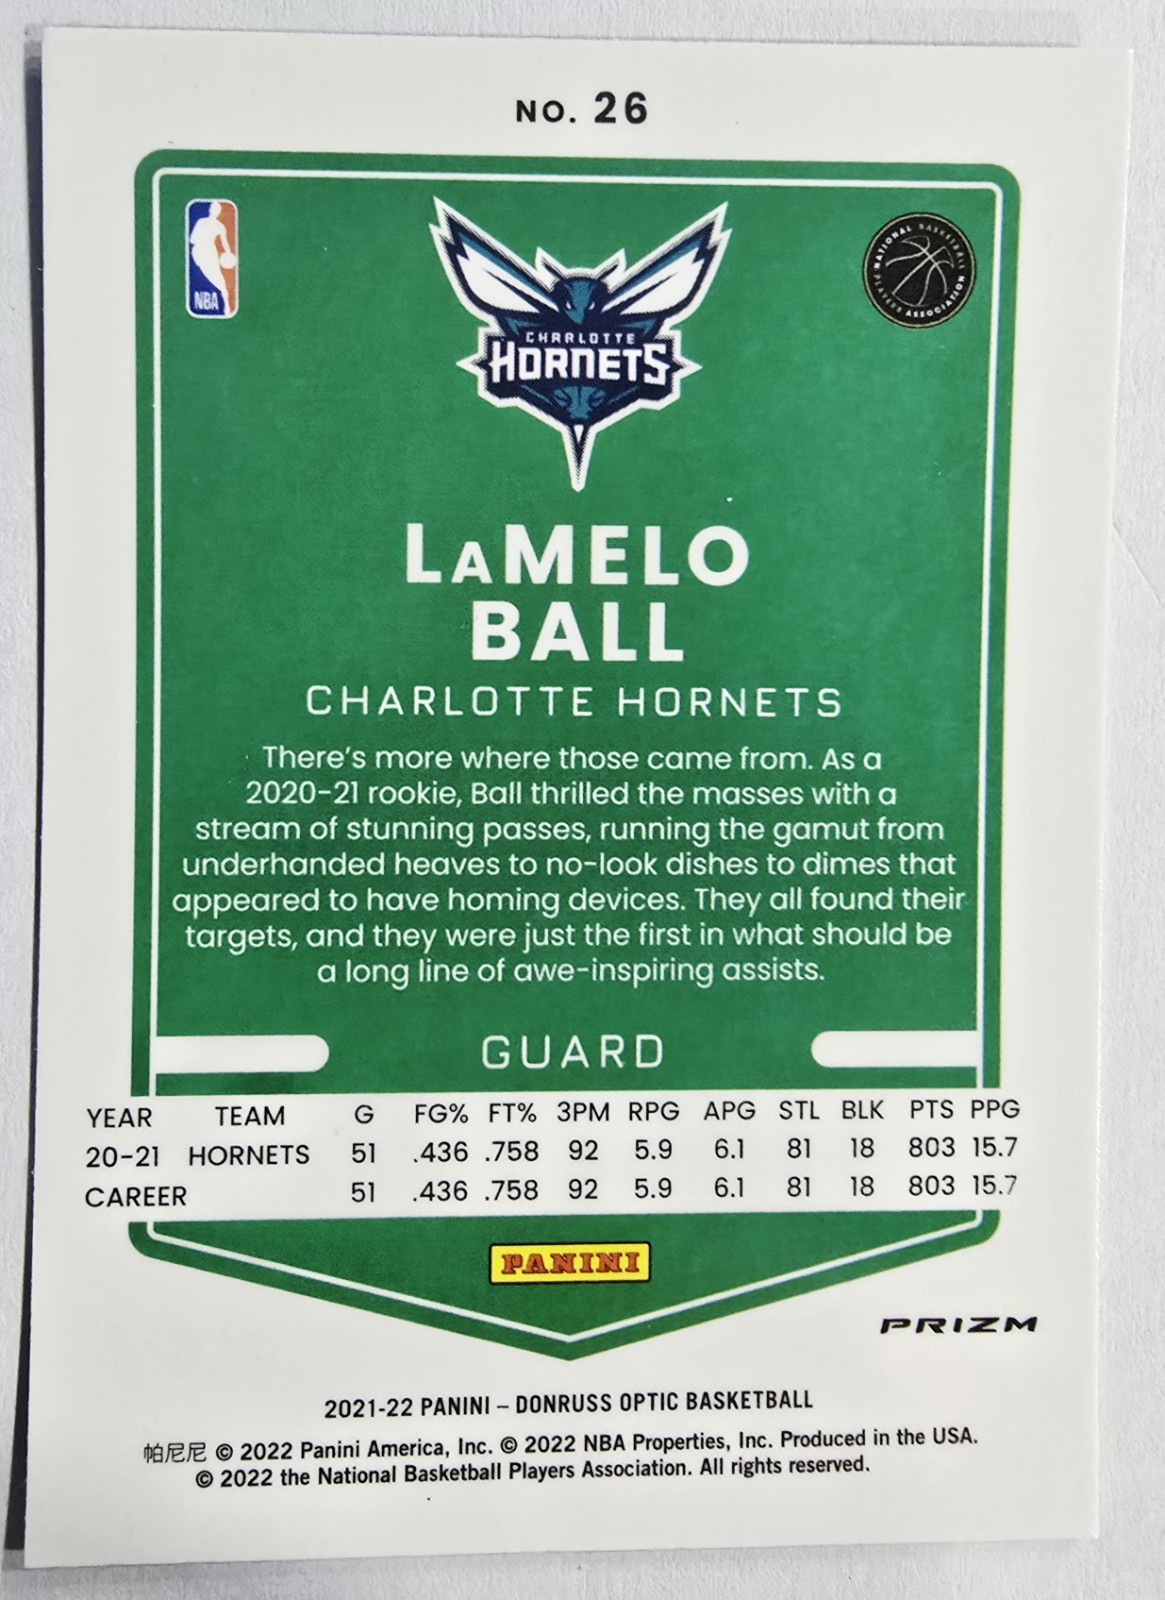 NO. 26
NBA
NATIONAL BASKETBALL
PLAYERS ASSOCIATION
CHARLOTTE
HORNETS
LaMELO
BALL
CHARLOTTE HORNETS
There's more where those came from. As a
2020-21 rookie, Ball thrilled the masses with a
stream of stunning passes, running the gamut from
underhanded heaves to no-look dishes to dimes that
appeared to have homing devices. They all found their
targets, and they were just the first in what should be
a long line of awe-inspiring assists.
GUARD
YEAR TEAM G FG% FT% 3PM RPG APG STL BLK PTS PPG
20-21 HORNETS 51 .436 .758 92 5.9 6.1 81 18 803 15.7
CAREER 51 .436 .758 92 5.9 6.1 81 18 803 15.7
PANINI
PRIZM
2021-22 PANINI – DONRUSS OPTIC BASKETBALL
帕尼尼 © 2022 Panini America, Inc. © 2022 NBA Properties, Inc. Produced in the USA.
© 2022 the National Basketball Players Association. All rights reserved.